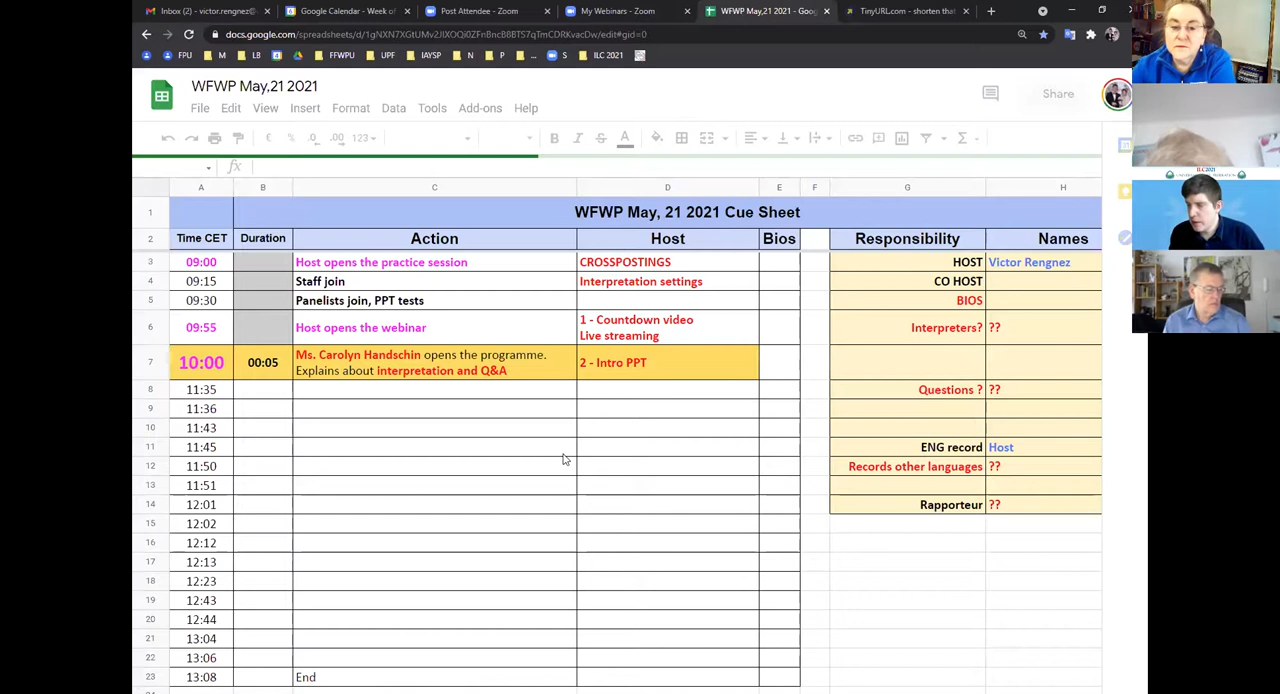 Inbox (2) - victor.rengnez@
Google Calendar - Week o
Post Attendee - Zoom
My Webinars - Zoom
WFWP May,21 2021 - Goo
TinyURL.com - shorten that
docs.google.com/spreadsheets/d/1gNXN7XGtUMv2JlXOQi0ZFnBncB8BTS7qTmCDRKvacDw/edit#gid=0
FPU
M
LB
FFWPU
UPF
IAYSP
N
P
...
S
ILC 2021
WFWP May,21 2021
File Edit View Insert Format Data Tools Add-ons Help
Share
€ % .0 .00 123
B I S A
fx
A B C D E F G H
1 WFWP May, 21 2021 Cue Sheet
2 Time CET Duration Action Host Bios Responsibility Names
3 09:00 Host opens the practice session CROSSPOSTINGS HOST Victor Rengnez
4 09:15 Staff join Interpretation settings CO HOST
5 09:30 Panelists join, PPT tests BIOS
6 09:55 Host opens the webinar 1 - Countdown video Interpreters? ??
Live streaming
7 10:00 00:05 Ms. Carolyn Handschin opens the programme. 2 - Intro PPT
Explains about interpretation and Q&A
8 11:35 Questions ? ??
9 11:36
10 11:43
11 11:45 ENG record Host
12 11:50 Records other languages ??
13 11:51
14 12:01 Rapporteur ??
15 12:02
16 12:12
17 12:13
18 12:23
19 12:43
20 12:44
21 13:04
22 13:06
23 13:08 End
ILC2021